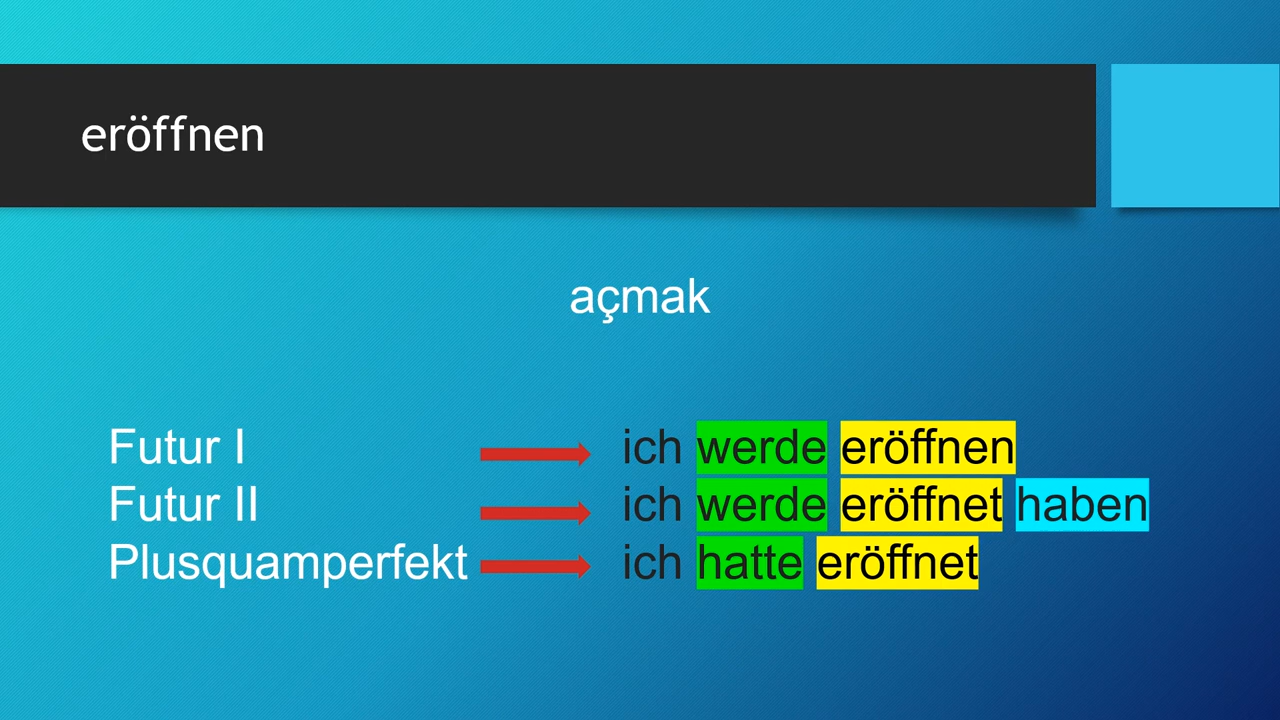 eröffnen
açmak
Futur I ich werde eröffnen
Futur II ich werde eröffnet haben
Plusquamperfekt ich hatte eröffnet